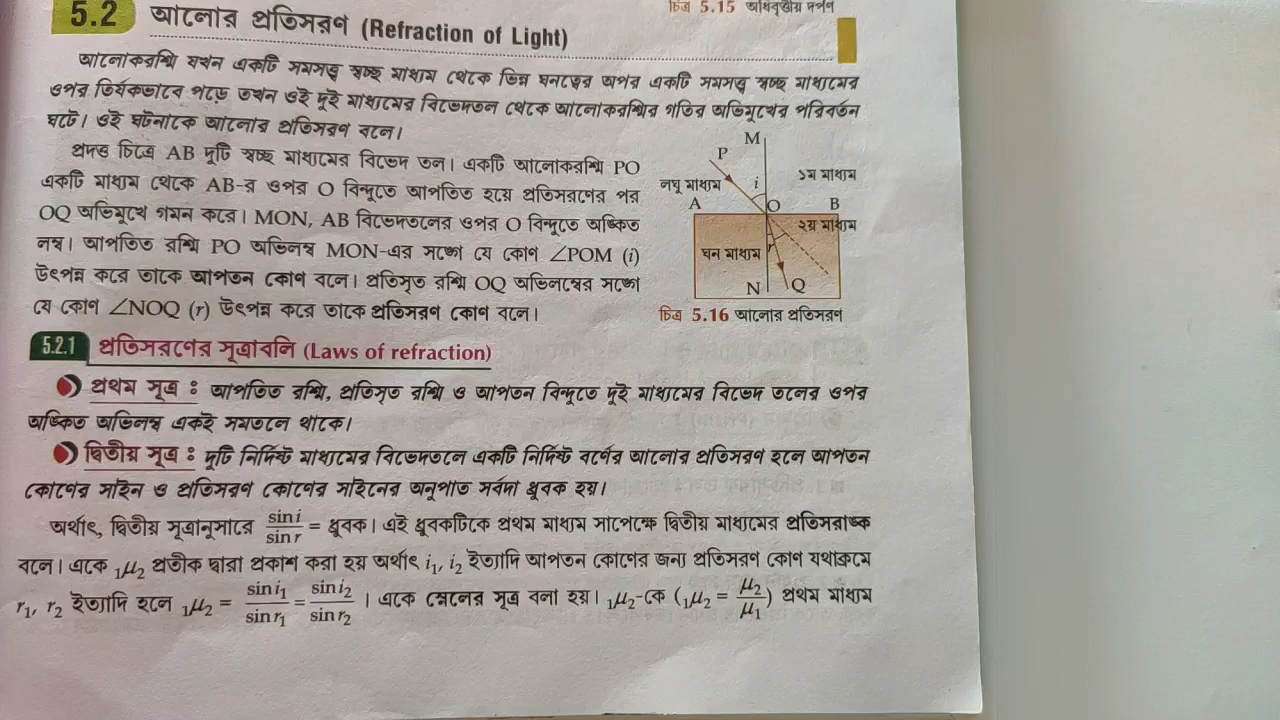 চিত্র 5.15 অধিবৃত্তীয় দর্পণ
5.2 আলোর প্রতিসরণ (Refraction of Light)
আলোকরশ্মি যখন একটি সমসত্ত্ব স্বচ্ছ মাধ্যম থেকে ভিন্ন ঘনত্বের অপর একটি সমসত্ত্ব স্বচ্ছ মাধ্যমের
ওপর তির্যকভাবে পড়ে তখন ওই দুই মাধ্যমের বিভেদতল থেকে আলোকরশ্মির গতির অভিমুখের পরিবর্তন
ঘটে। ওই ঘটনাকে আলোর প্রতিসরণ বলে।
প্রদত্ত চিত্রে AB দুটি স্বচ্ছ মাধ্যমের বিভেদ তল। একটি আলোকরশ্মি PO
একটি মাধ্যম থেকে AB-র ওপর O বিন্দুতে আপতিত হয়ে প্রতিসরণের পর
OQ অভিমুখে গমন করে। MON, AB বিভেদতলের ওপর O বিন্দুতে অঙ্কিত
লম্ব। আপতিত রশ্মি PO অভিলম্ব MON-এর সঙ্গে যে কোণ ∠POM (i)
উৎপন্ন করে তাকে আপতন কোণ বলে। প্রতিসৃত রশ্মি OQ অভিলম্বের সঙ্গে
যে কোণ ∠NOQ (r) উৎপন্ন করে তাকে প্রতিসরণ কোণ বলে।
M
P
লঘু মাধ্যম
i
১ম মাধ্যম
A
O
B
২য় মাধ্যম
ঘন মাধ্যম
r
N
Q
চিত্র 5.16 আলোর প্রতিসরণ
5.2.1 প্রতিসরণের সূত্রাবলি (Laws of refraction)
প্রথম সূত্র : আপতিত রশ্মি, প্রতিসৃত রশ্মি ও আপতন বিন্দুতে দুই মাধ্যমের বিভেদ তলের ওপর
অঙ্কিত অভিলম্ব একই সমতলে থাকে।
দ্বিতীয় সূত্র : দুটি নির্দিষ্ট মাধ্যমের বিভেদতলে একটি নির্দিষ্ট বর্ণের আলোর প্রতিসরণ হলে আপতন
কোণের সাইন ও প্রতিসরণ কোণের সাইনের অনুপাত সর্বদা ধ্রুবক হয়।
অর্থাৎ, দ্বিতীয় সূত্রানুসারে sin i / sin r = ধ্রুবক। এই ধ্রুবকটিকে প্রথম মাধ্যম সাপেক্ষে দ্বিতীয় মাধ্যমের প্রতিসরাঙ্ক
বলে। একে ₁μ₂ প্রতীক দ্বারা প্রকাশ করা হয় অর্থাৎ i₁, i₂ ইত্যাদি আপতন কোণের জন্য প্রতিসরণ কোণ যথাক্রমে
r₁, r₂ ইত্যাদি হলে ₁μ₂ = sin i₁ / sin r₁ = sin i₂ / sin r₂ । একে স্নেলের সূত্র বলা হয়। ₁μ₂-কে (₁μ₂ = μ₂ / μ₁) প্রথম মাধ্যম